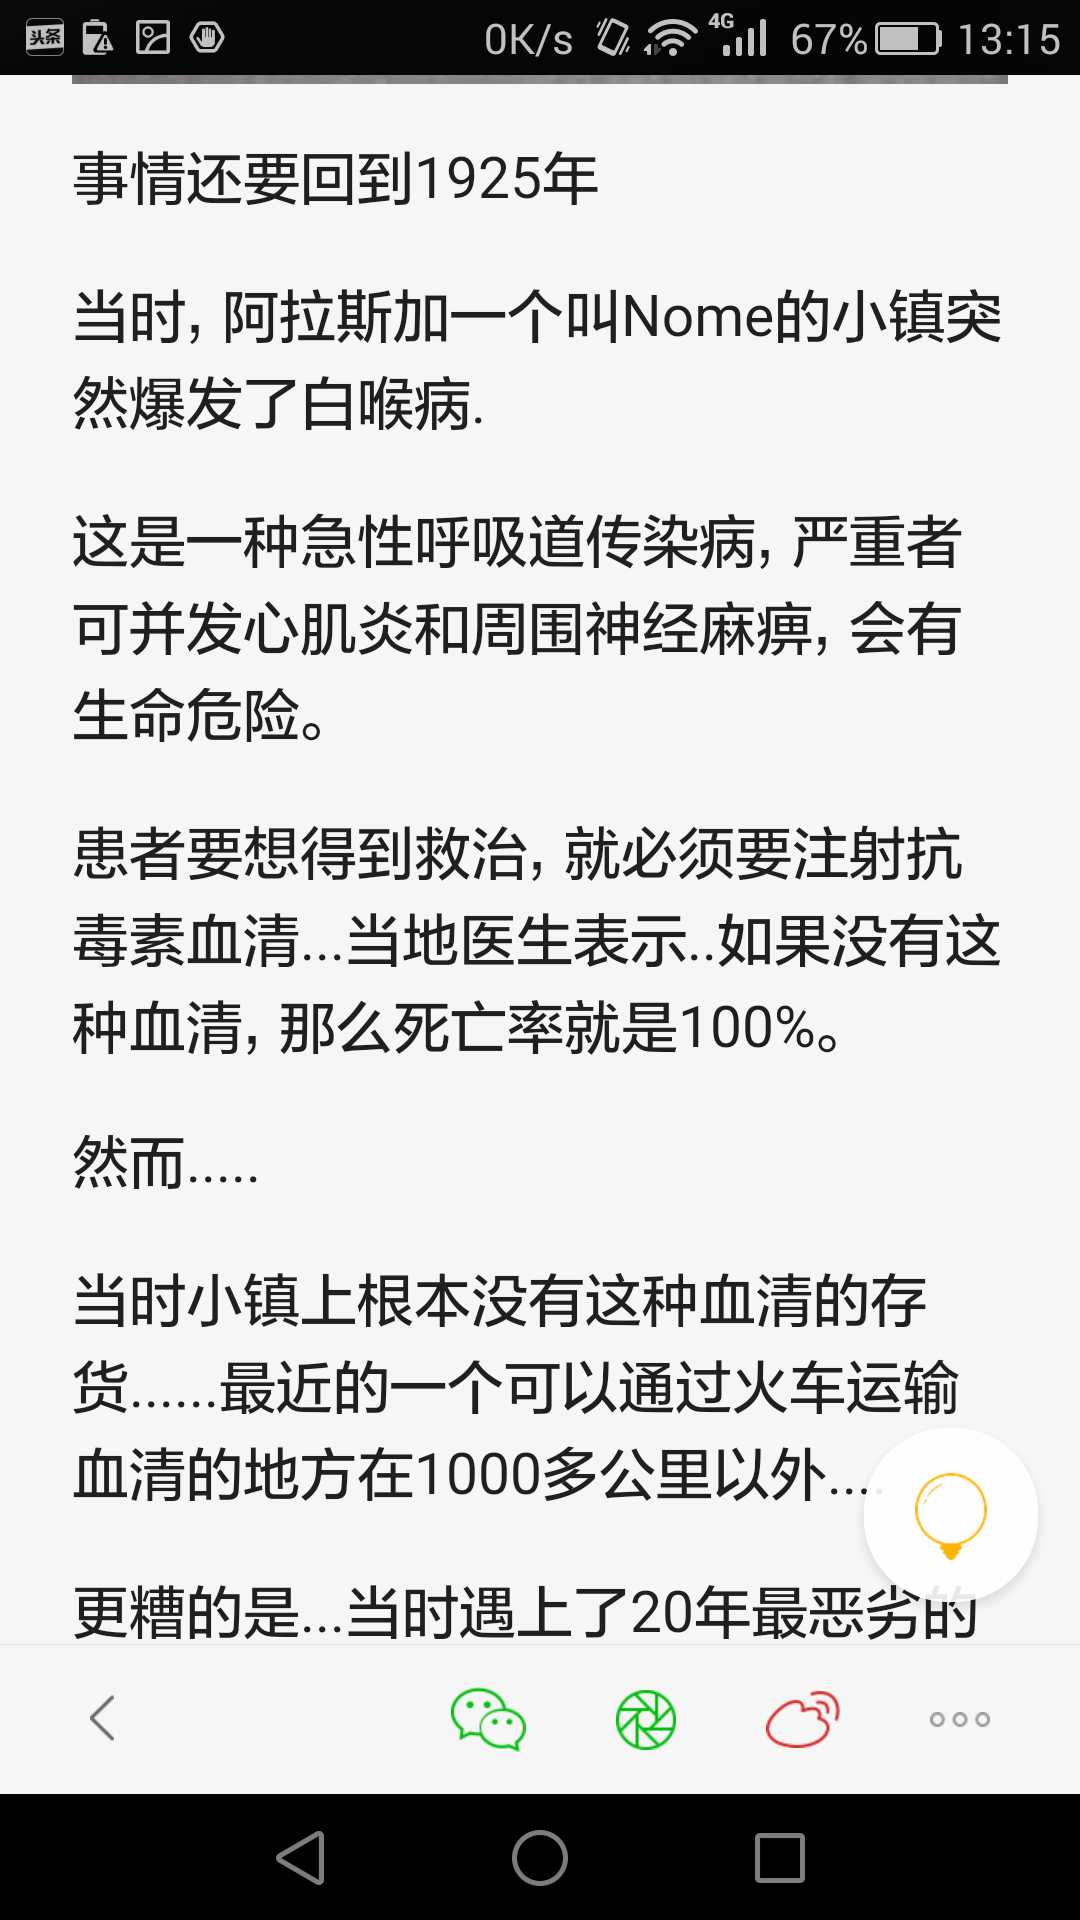 头条
0K/s
4G
67%
13:15
事情还要回到1925年
当时, 阿拉斯加一个叫Nome的小镇突
然爆发了白喉病.
这是一种急性呼吸道传染病, 严重者
可并发心肌炎和周围神经麻痹, 会有
生命危险。
患者要想得到救治, 就必须要注射抗
毒素血清...当地医生表示..如果没有这
种血清, 那么死亡率就是100%。
然而.....
当时小镇上根本没有这种血清的存
货......最近的一个可以通过火车运输
血清的地方在1000多公里以外....
更糟的是...当时遇上了20年最恶劣的